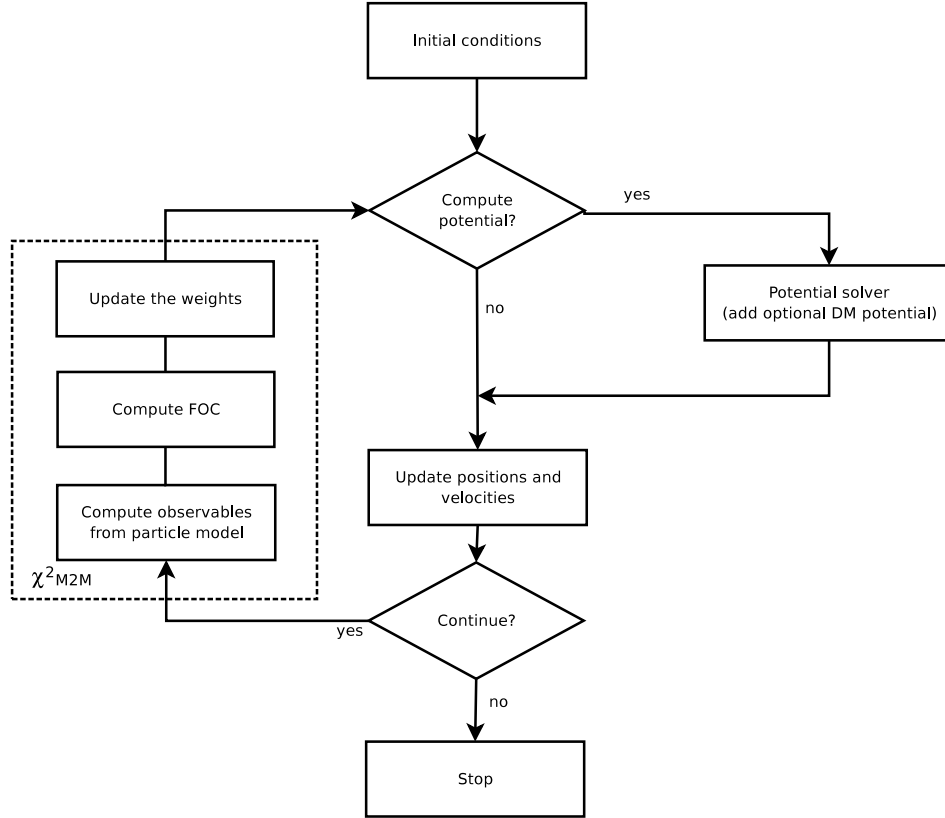 Initial conditions
Compute
potential?
yes
no
Potential solver
(add optional DM potential)
Update the weights
Compute FOC
Compute observables
from particle model
χ²M2M
Update positions and
velocities
Continue?
yes
no
Stop